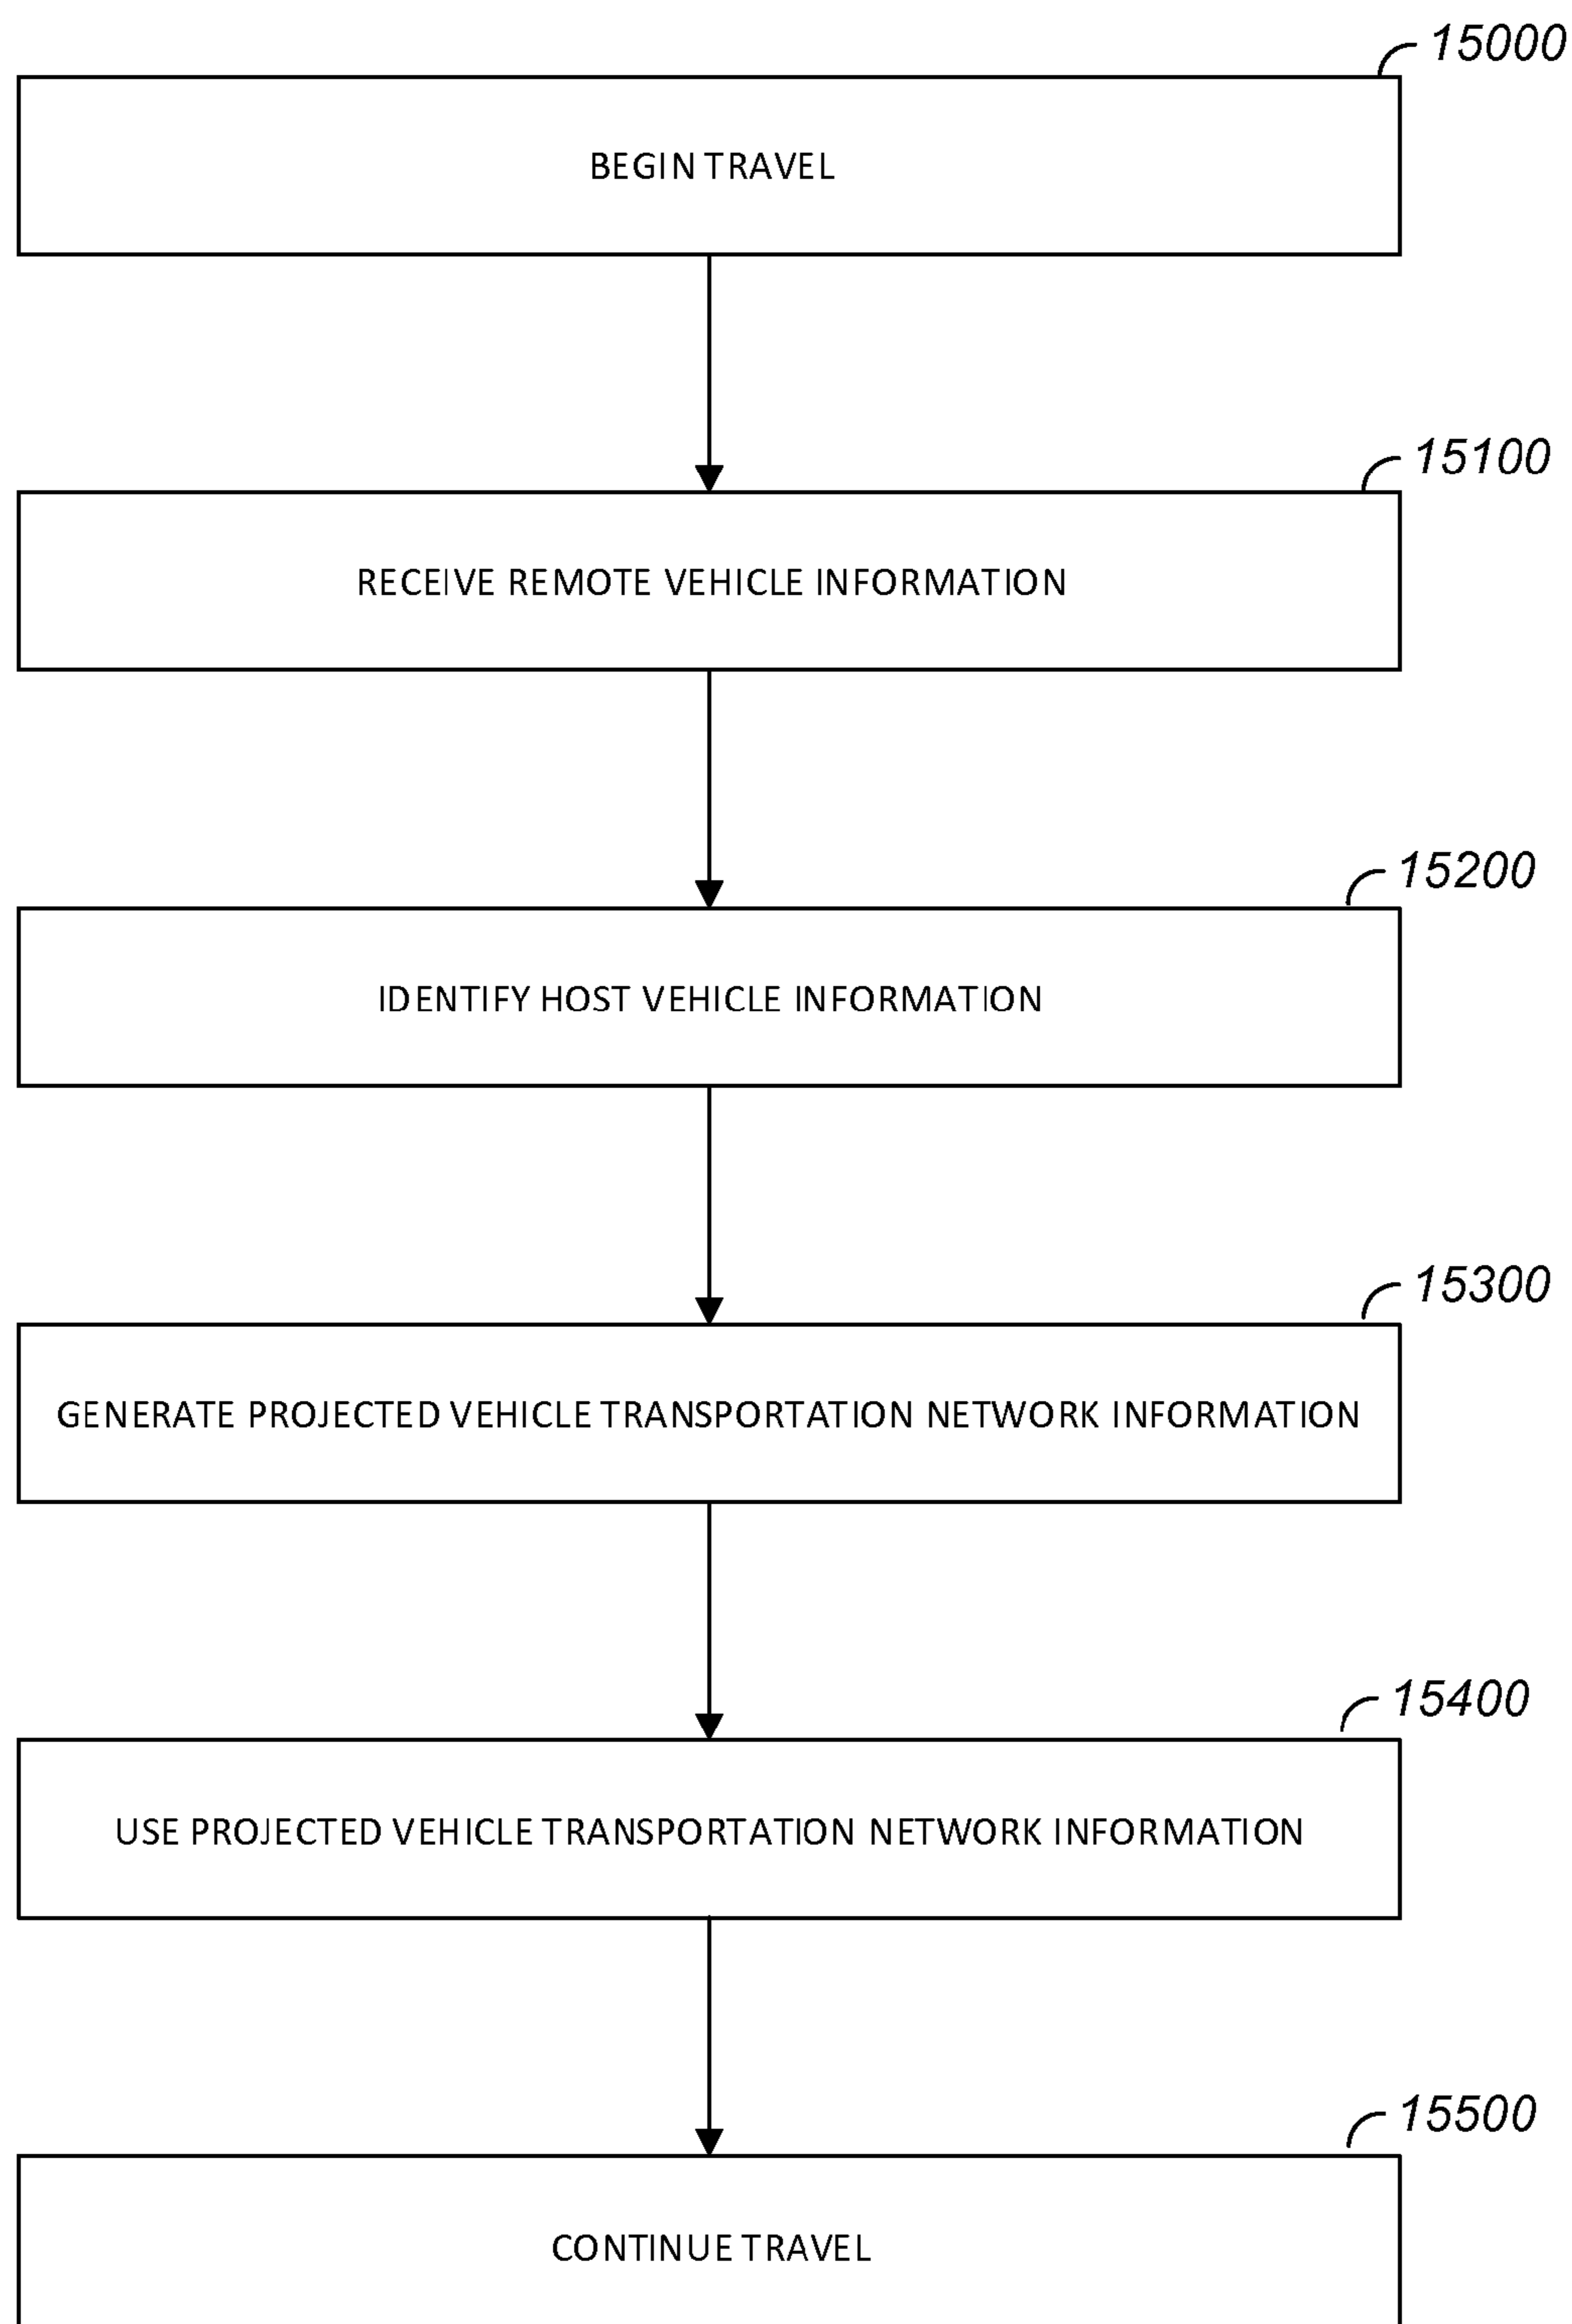 15000
BEGIN TRAVEL
15100
RECEIVE REMOTE VEHICLE INFORMATION
15200
IDENTIFY HOST VEHICLE INFORMATION
15300
GENERATE PROJECTED VEHICLE TRANSPORTATION NETWORK INFORMATION
15400
USE PROJECTED VEHICLE TRANSPORTATION NETWORK INFORMATION
15500
CONTINUE TRAVEL